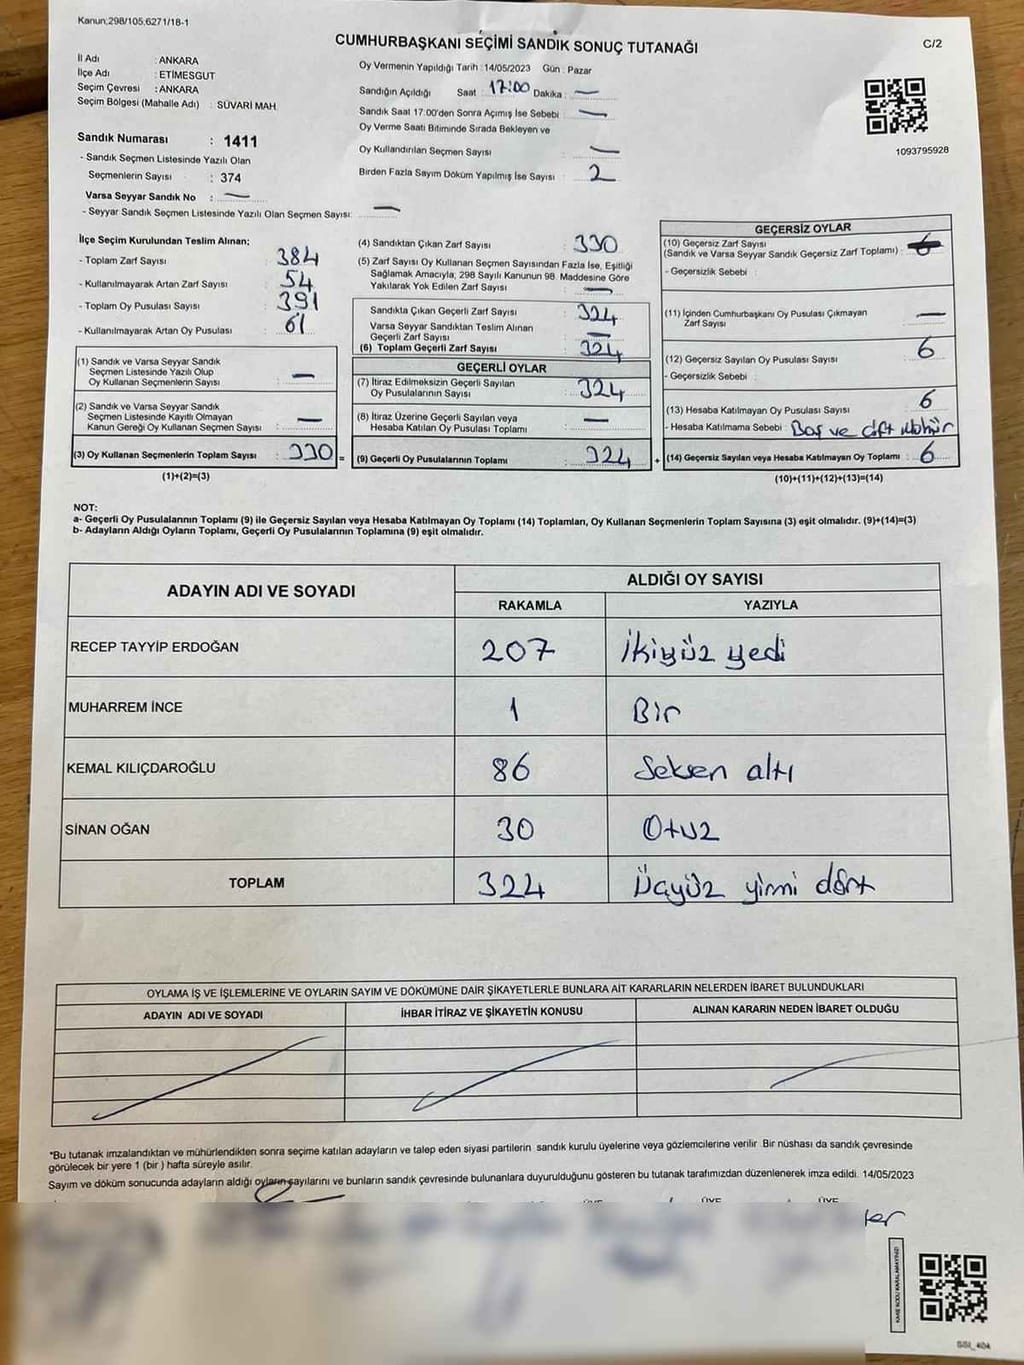 Kanun;298/105;6271/18-1
CUMHURBAŞKANI SEÇİMİ SANDIK SONUÇ TUTANAĞI
C/2
İl Adı : ANKARA
İlçe Adı : ETİMESGUT
Seçim Çevresi : ANKARA
Seçim Bölgesi (Mahalle Adı) : SÜVARİ MAH
Oy Vermenin Yapıldığı Tarih : 14/05/2023 Gün : Pazar
Sandığın Açıldığı Saat : 17:00 Dakika : —
Sandık Saat 17.00'den Sonra Açımış İse Sebebi : —
Oy Verme Saati Bitiminde Sırada Bekleyen ve
Oy Kullandırılan Seçmen Sayısı : —
Birden Fazla Sayım Döküm Yapılmış İse Sayısı : 2
1093795928
Sandık Numarası : 1411
- Sandık Seçmen Listesinde Yazılı Olan
Seçmenlerin Sayısı : 374
Varsa Seyyar Sandık No : —
- Seyyar Sandık Seçmen Listesinde Yazılı Olan Seçmen Sayısı: —
İlçe Seçim Kurulundan Teslim Alınan;
- Toplam Zarf Sayısı : 384
- Kullanılmayarak Artan Zarf Sayısı : 54
- Toplam Oy Pusulası Sayısı : 391
- Kullanılmayarak Artan Oy Pusulası : 61
(1) Sandık ve Varsa Seyyar Sandık
Seçmen Listesinde Yazılı Olup
Oy Kullanan Seçmenlerin Sayısı : —
(2) Sandık ve Varsa Seyyar Sandık
Seçmen Listesinde Kayıtlı Olmayan
Kanun Gereği Oy Kullanan Seçmen Sayısı : —
(3) Oy Kullanan Seçmenlerin Toplam Sayısı : 330 =
(1)+(2)=(3)
(4) Sandıktan Çıkan Zarf Sayısı : 330
(5) Zarf Sayısı Oy Kullanan Seçmen Sayısından Fazla İse, Eşitliği
Sağlamak Amacıyla; 298 Sayılı Kanunun 98. Maddesine Göre
Yakılarak Yok Edilen Zarf Sayısı : —
Sandıkta Çıkan Geçerli Zarf Sayısı : 324
Varsa Seyyar Sandıktan Teslim Alınan
Geçerli Zarf Sayısı : —
(6) Toplam Geçerli Zarf Sayısı : 324
GEÇERLİ OYLAR
(7) İtiraz Edilmeksizin Geçerli Sayılan
Oy Pusulalarının Sayısı : 324
(8) İtiraz Üzerine Geçerli Sayılan veya
Hesaba Katılan Oy Pusulası Toplamı : —
(9) Geçerli Oy Pusulalarının Toplamı : 324 +
GEÇERSİZ OYLAR
(10) Geçersiz Zarf Sayısı
(Sandık ve Varsa Seyyar Sandık Geçersiz Zarf Toplamı) :
- Geçersizlik Sebebi :
(11) İçinden Cumhurbaşkanı Oy Pusulası Çıkmayan
Zarf Sayısı : —
(12) Geçersiz Sayılan Oy Pusulası Sayısı : 6
- Geçersizlik Sebebi :
(13) Hesaba Katılmayan Oy Pusulası Sayısı : 6
- Hesaba Katılmama Sebebi : Boş ve çift Mühür
(14) Geçersiz Sayılan veya Hesaba Katılmayan Oy Toplamı : 6
(10)+(11)+(12)+(13)=(14)
NOT:
a- Geçerli Oy Pusulalarının Toplamı (9) ile Geçersiz Sayılan veya Hesaba Katılmayan Oy Toplamı (14) Toplamları, Oy Kullanan Seçmenlerin Toplam Sayısına (3) eşit olmalıdır. (9)+(14)=(3)
b- Adayların Aldığı Oyların Toplamı, Geçerli Oy Pusulalarının Toplamına (9) eşit olmalıdır.
ADAYIN ADI VE SOYADI
ALDIĞI OY SAYISI
RAKAMLA YAZIYLA
RECEP TAYYİP ERDOĞAN 207 İkiyüz yedi
MUHARREM İNCE 1 Bir
KEMAL KILIÇDAROĞLU 86 Seksen altı
SİNAN OĞAN 30 Otuz
TOPLAM 324 Üçyüz yirmi dört
OYLAMA İŞ VE İŞLEMLERİNE VE OYLARIN SAYIM VE DÖKÜMÜNE DAİR ŞİKAYETLERLE BUNLARA AİT KARARLARIN NELERDEN İBARET BULUNDUKLARI
ADAYIN ADI VE SOYADI İHBAR İTİRAZ VE ŞİKAYETİN KONUSU ALINAN KARARIN NEDEN İBARET OLDUĞU
*Bu tutanak imzalandıktan ve mühürlendikten sonra seçime katılan adayların ve talep eden siyasi partilerin sandık kurulu üyelerine veya gözlemcilerine verilir. Bir nüshası da sandık çevresinde
görülecek bir yere 1 (bir ) hafta süreyle asılır.
Sayım ve döküm sonucunda adayların aldığı oyların sayılarını ve bunların sandık çevresinde bulunanlara duyurulduğunu gösteren bu tutanak tarafımızdan düzenlenerek imza edildi. 14/05/2023
ÜYE ÜYE ÜYE
KARE KODU KARALAMAYINIZ!
SSI_404